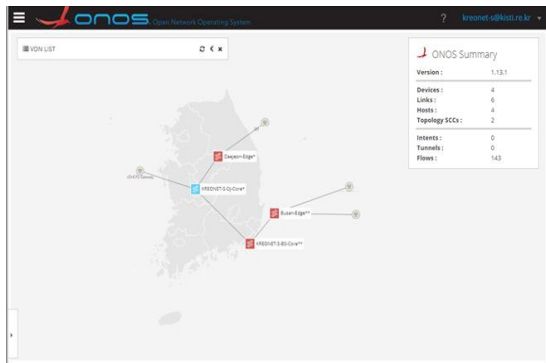 onos Open Network Operating System
? kreonet-s@kisti.re.kr
VON LIST
ONOS Summary
Version : 1.13.1
Devices : 4
Links : 6
Hosts : 4
Topology SCCs : 2
Intents : 0
Tunnels : 0
Flows : 143
Daejeon-Edge*
KREONET-S-DJ-Core*
Busan-Edge**
KREONET-S-BS-Core**